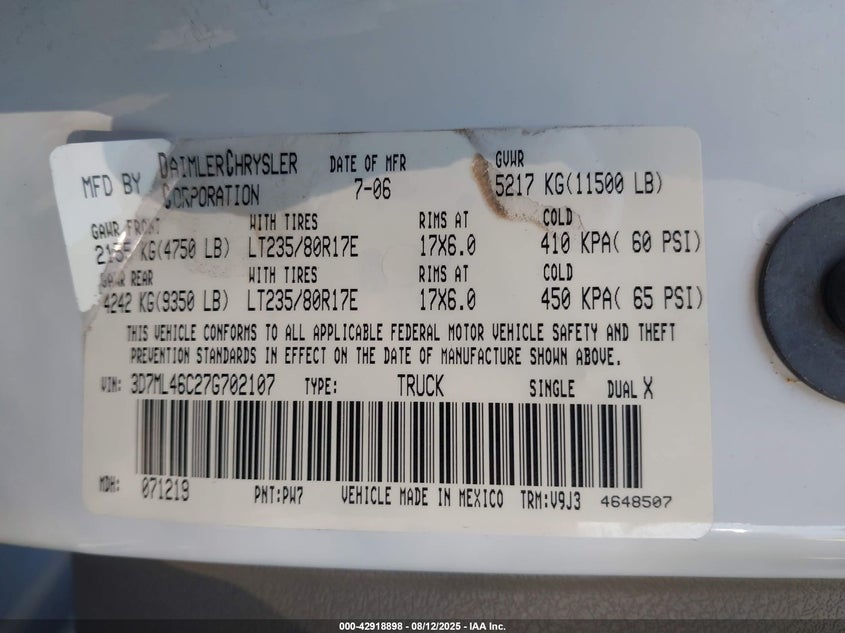 MFD BY DAIMLERCHRYSLER CORPORATION DATE OF MFR 7-06 GVWR 5217 KG(11500 LB)
GAWR FRONT WITH TIRES RIMS AT COLD
2155 KG(4750 LB) LT235/80R17E 17X6.0 410 KPA( 60 PSI)
GAWR REAR WITH TIRES RIMS AT COLD
4242 KG(9350 LB) LT235/80R17E 17X6.0 450 KPA( 65 PSI)
THIS VEHICLE CONFORMS TO ALL APPLICABLE FEDERAL MOTOR VEHICLE SAFETY AND THEFT
PREVENTION STANDARDS IN EFFECT ON THE DATE OF MANUFACTURE SHOWN ABOVE.
VIN: 3D7ML46C27G702107 TYPE: TRUCK SINGLE DUAL X
MDH: 071219 PNT:PW7 VEHICLE MADE IN MEXICO TRM:V9J3 4648507
000-42918898 - 08/12/2025 - IAA Inc.